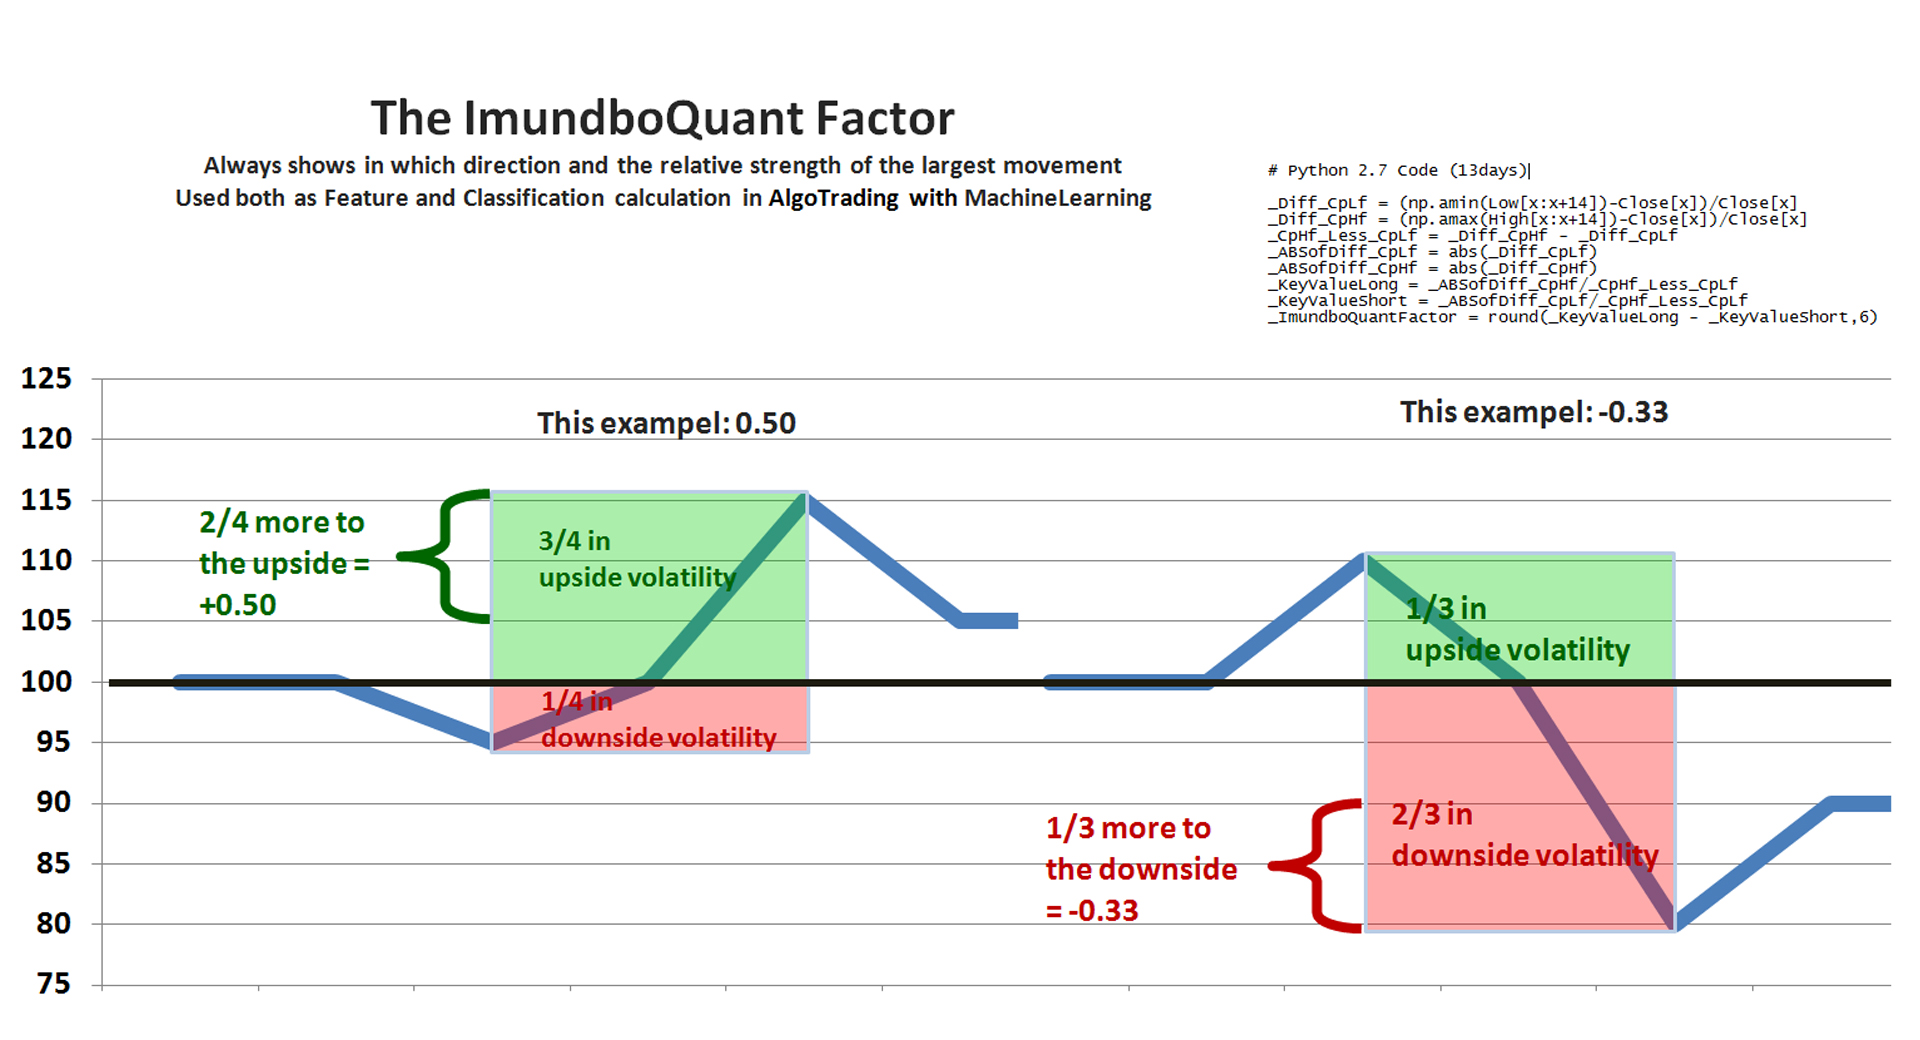 The ImundboQuant Factor
Always shows in which direction and the relative strength of the largest movement
Used both as Feature and Classification calculation in AlgoTrading with MachineLearning
# Python 2.7 Code (13days)
_Diff_CpLf = (np.amin(Low[x:x+14])-Close[x])/Close[x]
_Diff_CpHf = (np.amax(High[x:x+14])-Close[x])/Close[x]
_CpHf_Less_CpLf = _Diff_CpHf - _Diff_CpLf
_ABSofDiff_CpLf = abs(_Diff_CpLf)
_ABSofDiff_CpHf = abs(_Diff_CpHf)
_KeyValueLong = _ABSofDiff_CpHf/_CpHf_Less_CpLf
_KeyValueShort = _ABSofDiff_CpLf/_CpHf_Less_CpLf
_ImundboQuantFactor = round(_KeyValueLong - _KeyValueShort,6)
125
120
115
110
105
100
95
90
85
80
75
This exampel: 0.50
2/4 more to
the upside =
+0.50
3/4 in
upside volatility
1/4 in
downside volatility
This exampel: -0.33
1/3 in
upside volatility
1/3 more to
the downside
= -0.33
2/3 in
downside volatility